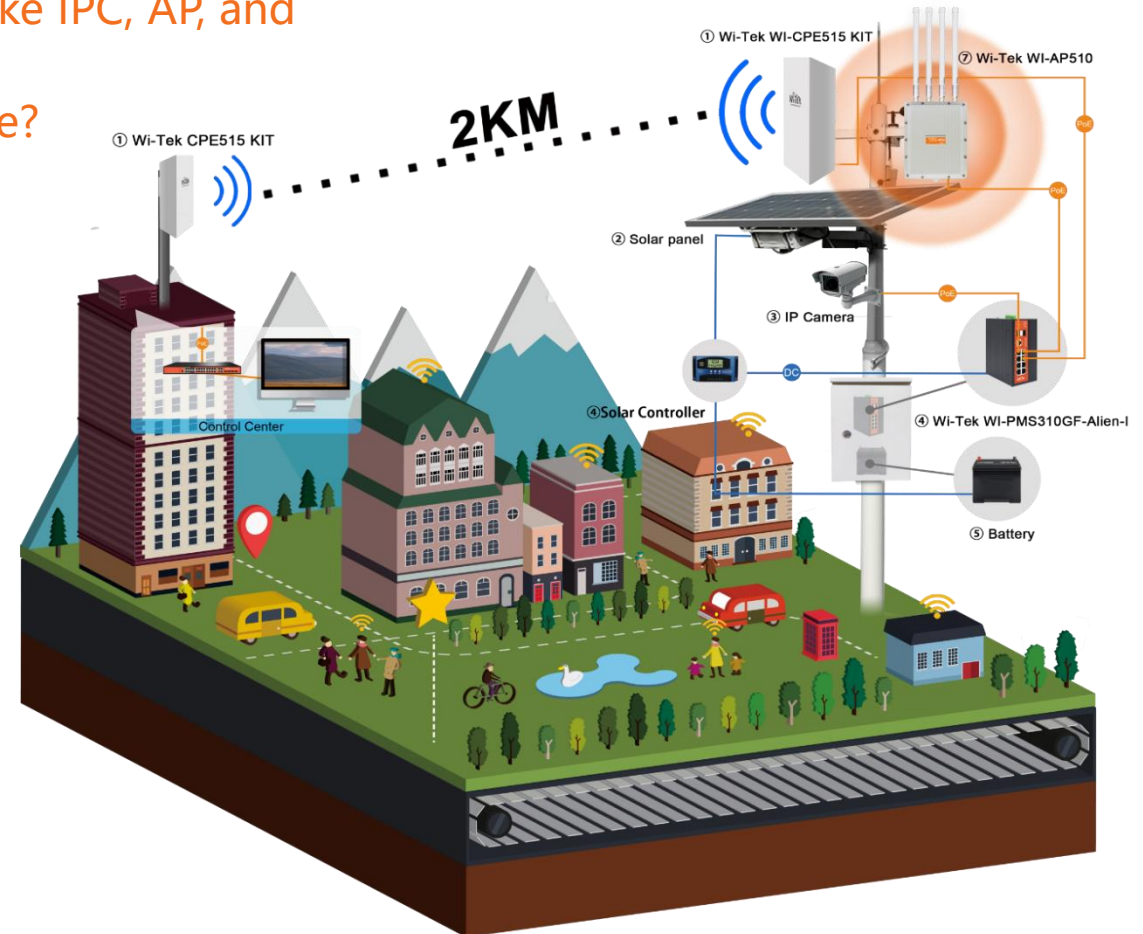 ke IPC, AP, and
e?
① Wi-Tek WI-CPE515 KIT
⑦ Wi-Tek WI-AP510
① Wi-Tek CPE515 KIT
2KM
PoE
PoE
② Solar panel
PoE
③ IP Camera
DC
④Solar Controller
④ Wi-Tek WI-PMS310GF-Alien-I
PoE
Control Center
⑤ Battery